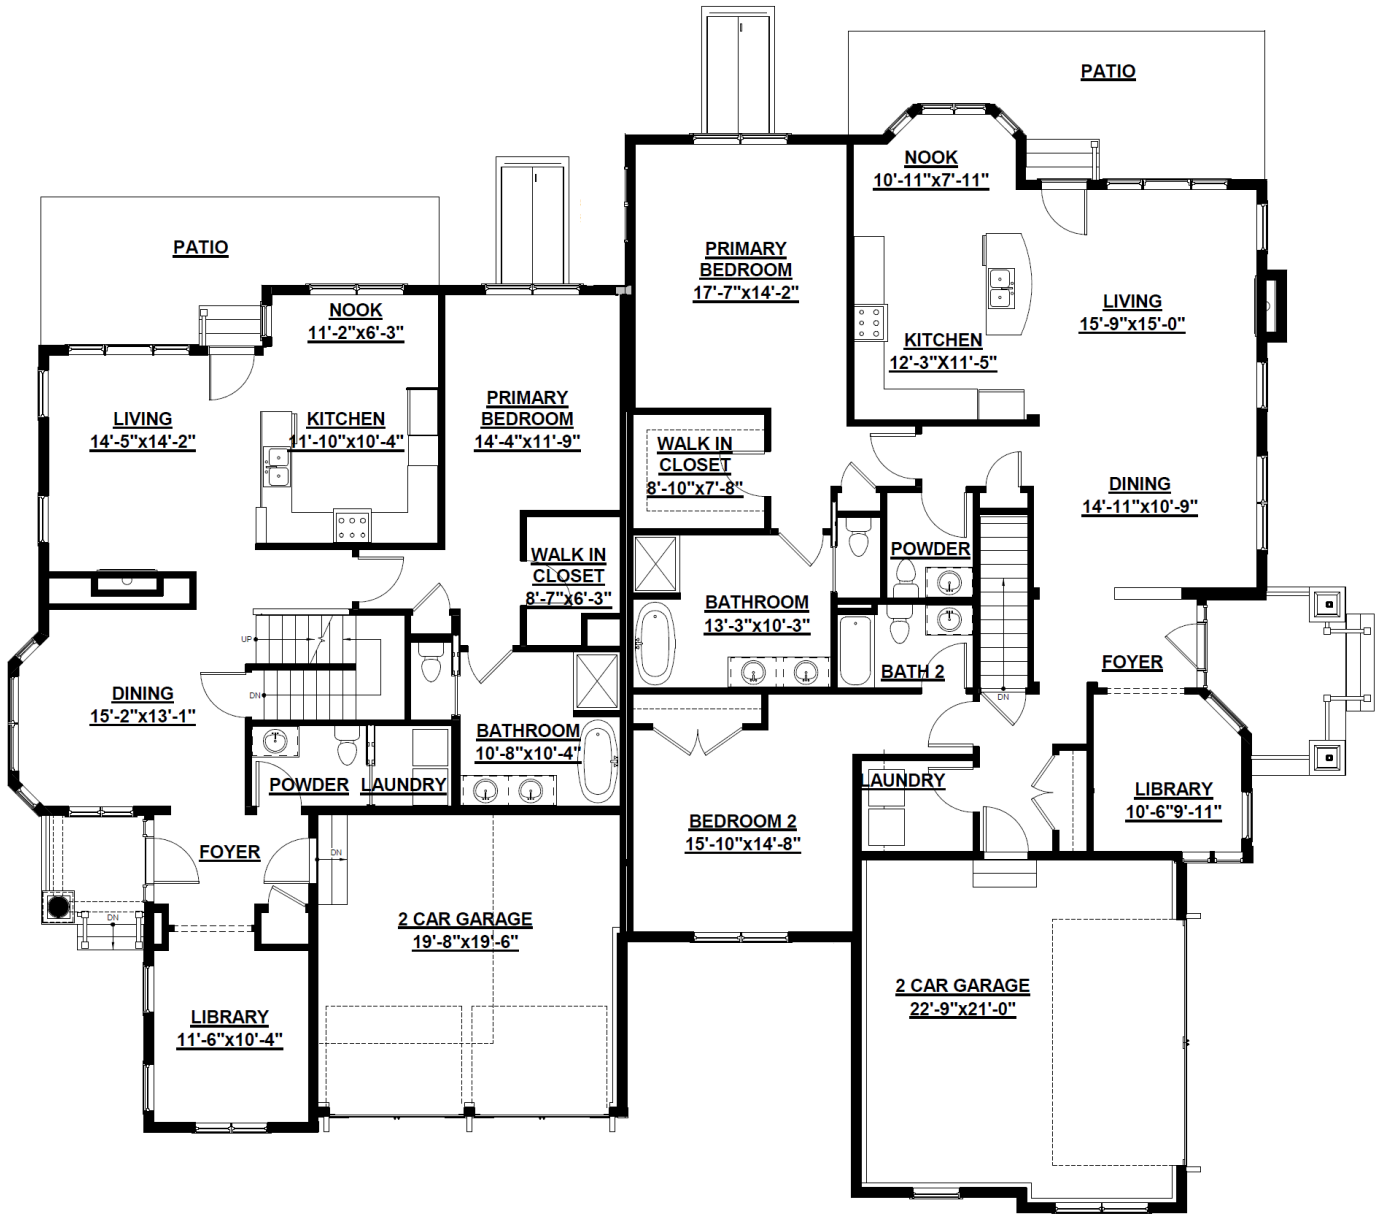 PATIO
NOOK
11'-2"x6'-3"
LIVING
14'-5"x14'-2"
KITCHEN
11'-10"x10'-4"
PRIMARY
BEDROOM
14'-4"x11'-9"
WALK IN
CLOSET
8'-7"x6'-3"
UP
DN
DINING
15'-2"x13'-1"
BATHROOM
10'-8"x10'-4"
POWDER
LAUNDRY
FOYER
DN
DN
2 CAR GARAGE
19'-8"x19'-6"
LIBRARY
11'-6"x10'-4"
PATIO
NOOK
10'-11"x7'-11"
PRIMARY
BEDROOM
17'-7"x14'-2"
LIVING
15'-9"x15'-0"
KITCHEN
12'-3"X11'-5"
WALK IN
CLOSET
8'-10"x7'-8"
DINING
14'-11"x10'-9"
POWDER
BATHROOM
13'-3"x10'-3"
BATH 2
FOYER
DN
LAUNDRY
LIBRARY
10'-6"9'-11"
BEDROOM 2
15'-10"x14'-8"
2 CAR GARAGE
22'-9"x21'-0"